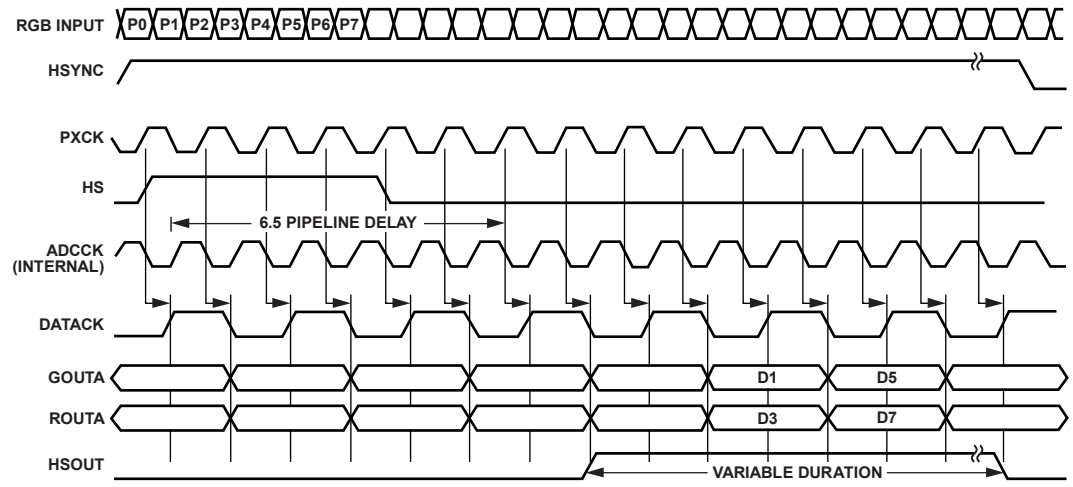 RGB INPUT P0 P1 P2 P3 P4 P5 P6 P7
HSYNC
PXCK
HS
6.5 PIPELINE DELAY
ADCCK
(INTERNAL)
DATACK
GOUTA D1 D5
ROUTA D3 D7
HSOUT VARIABLE DURATION